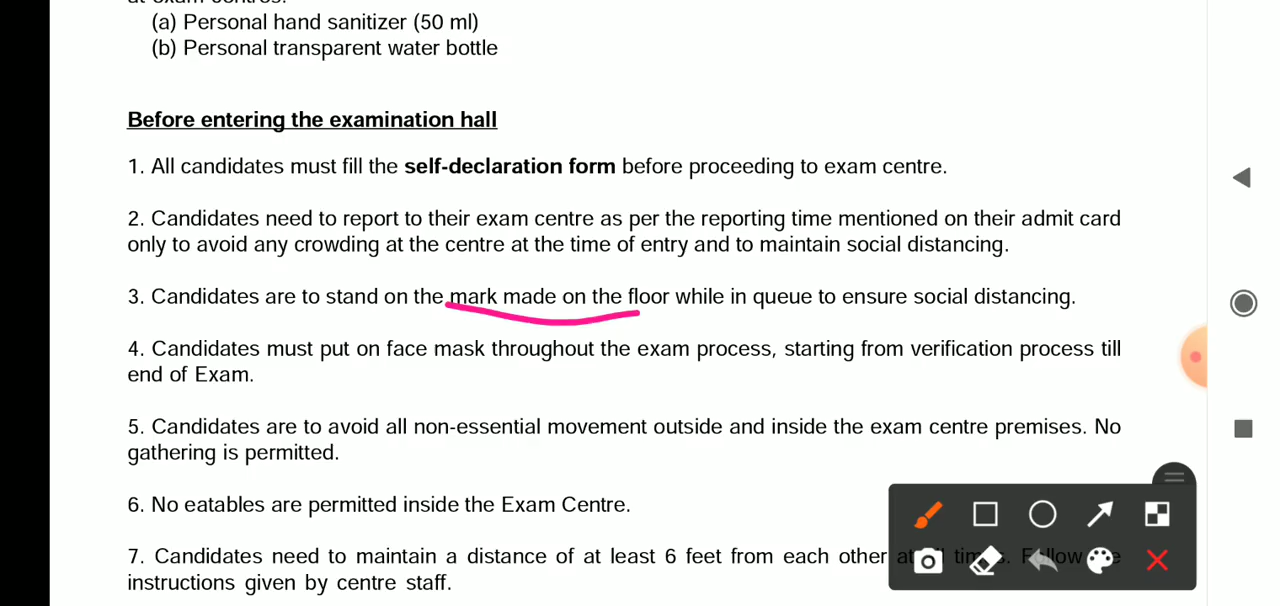 (a) Personal hand sanitizer (50 ml)
(b) Personal transparent water bottle
Before entering the examination hall
1. All candidates must fill the self-declaration form before proceeding to exam centre.
2. Candidates need to report to their exam centre as per the reporting time mentioned on their admit card
only to avoid any crowding at the centre at the time of entry and to maintain social distancing.
3. Candidates are to stand on the mark made on the floor while in queue to ensure social distancing.
4. Candidates must put on face mask throughout the exam process, starting from verification process till
end of Exam.
5. Candidates are to avoid all non-essential movement outside and inside the exam centre premises. No
gathering is permitted.
6. No eatables are permitted inside the Exam Centre.
7. Candidates need to maintain a distance of at least 6 feet from each other
instructions given by centre staff.